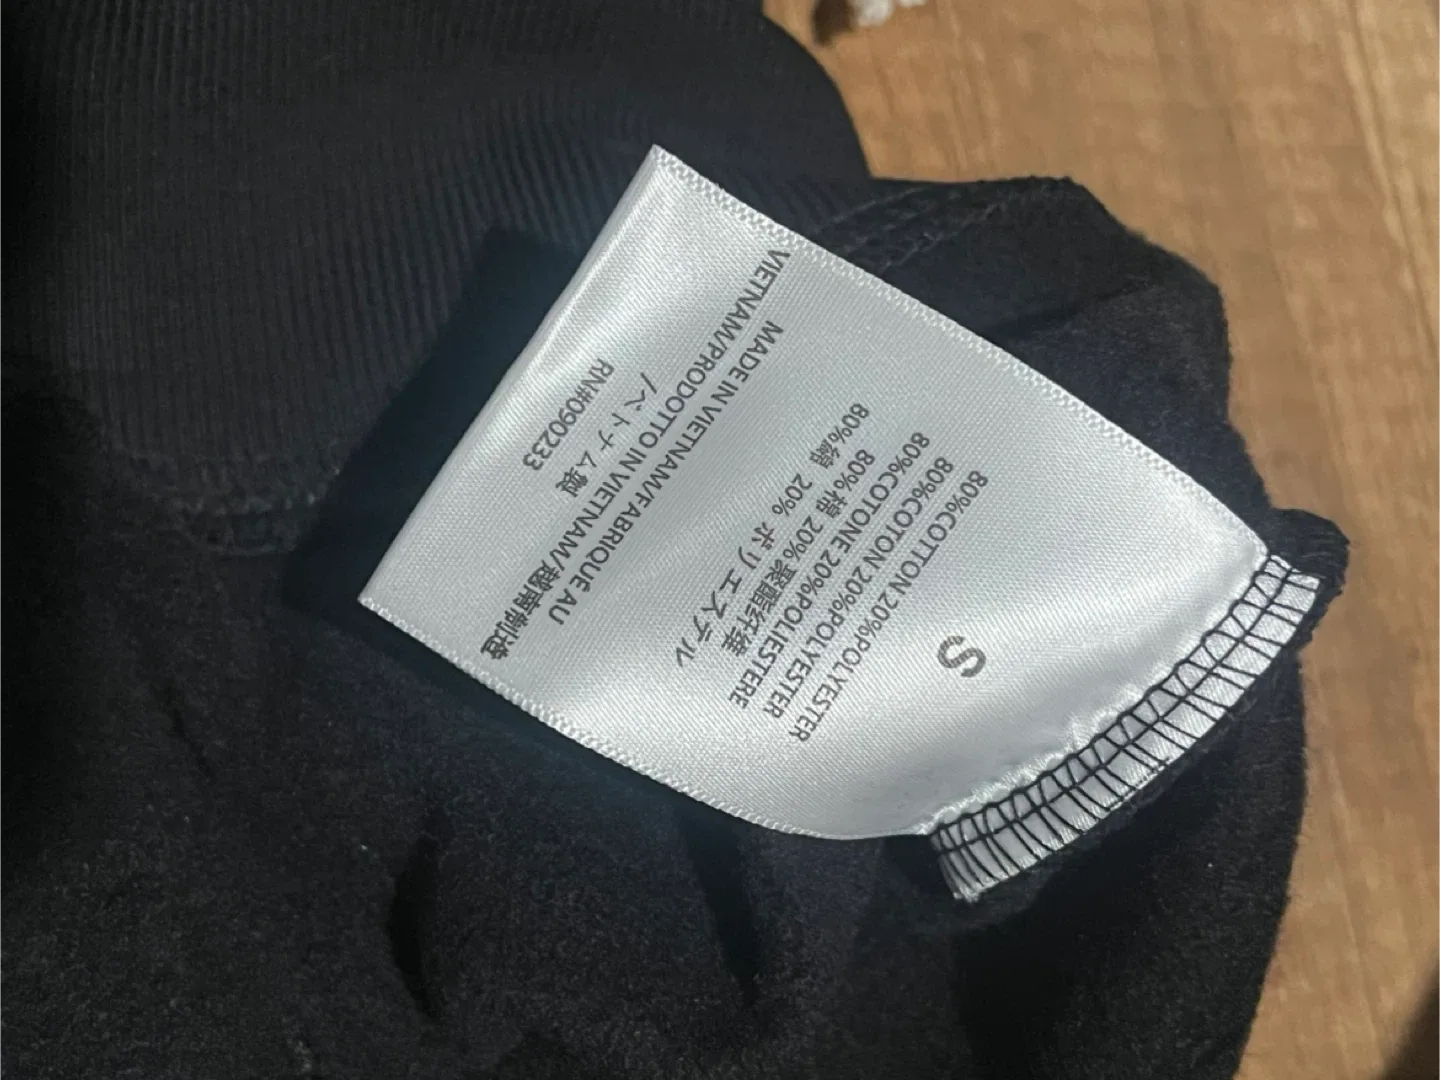 S
80%COTTON 20%POLYESTER
80%CCOTON 20%POLYESTER
80%COTONE 20%POLIESTERE
80%棉 20%聚酯纤维
80%綿 20% ポリエステル
MADE IN VIETNAM/FABRIQUE AU
VIETNAM/PRODOTTO IN VIETNAM/越南制造
/ベトナム製
RN#090233